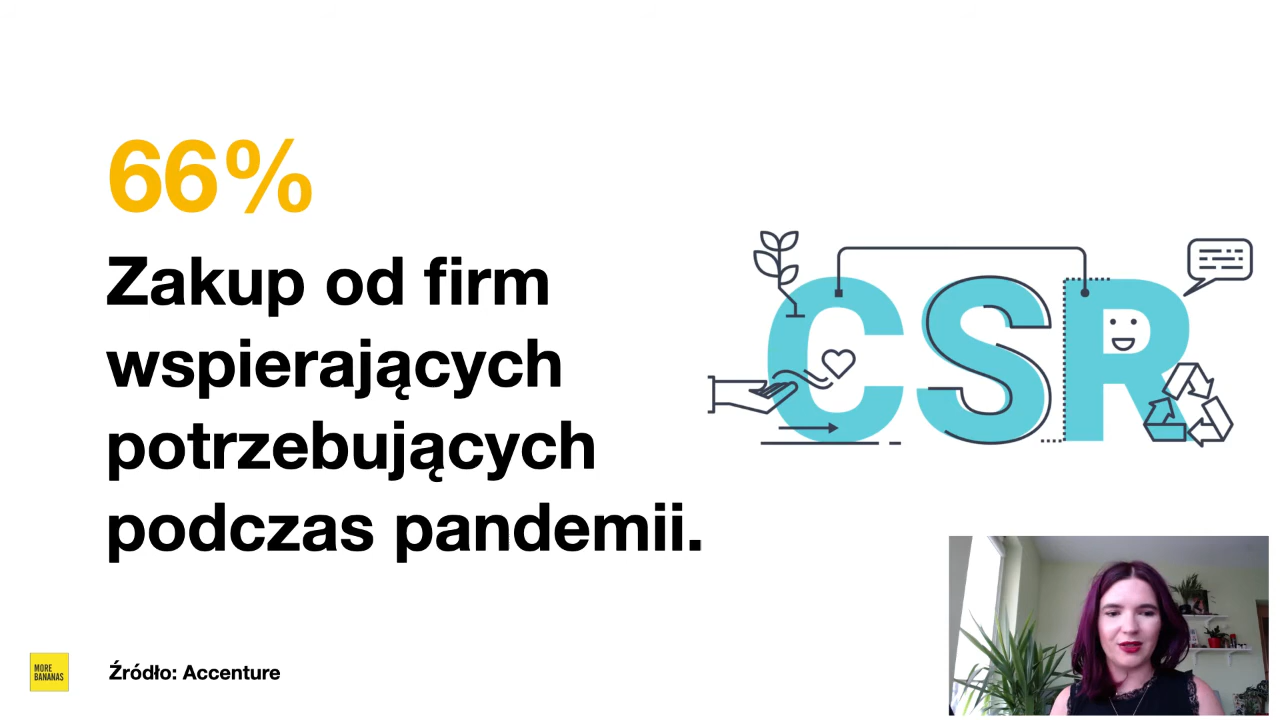 66%
Zakup od firm
wspierających
potrzebujących
podczas pandemii.
CSR
MORE
BANANAS
Źródło: Accenture